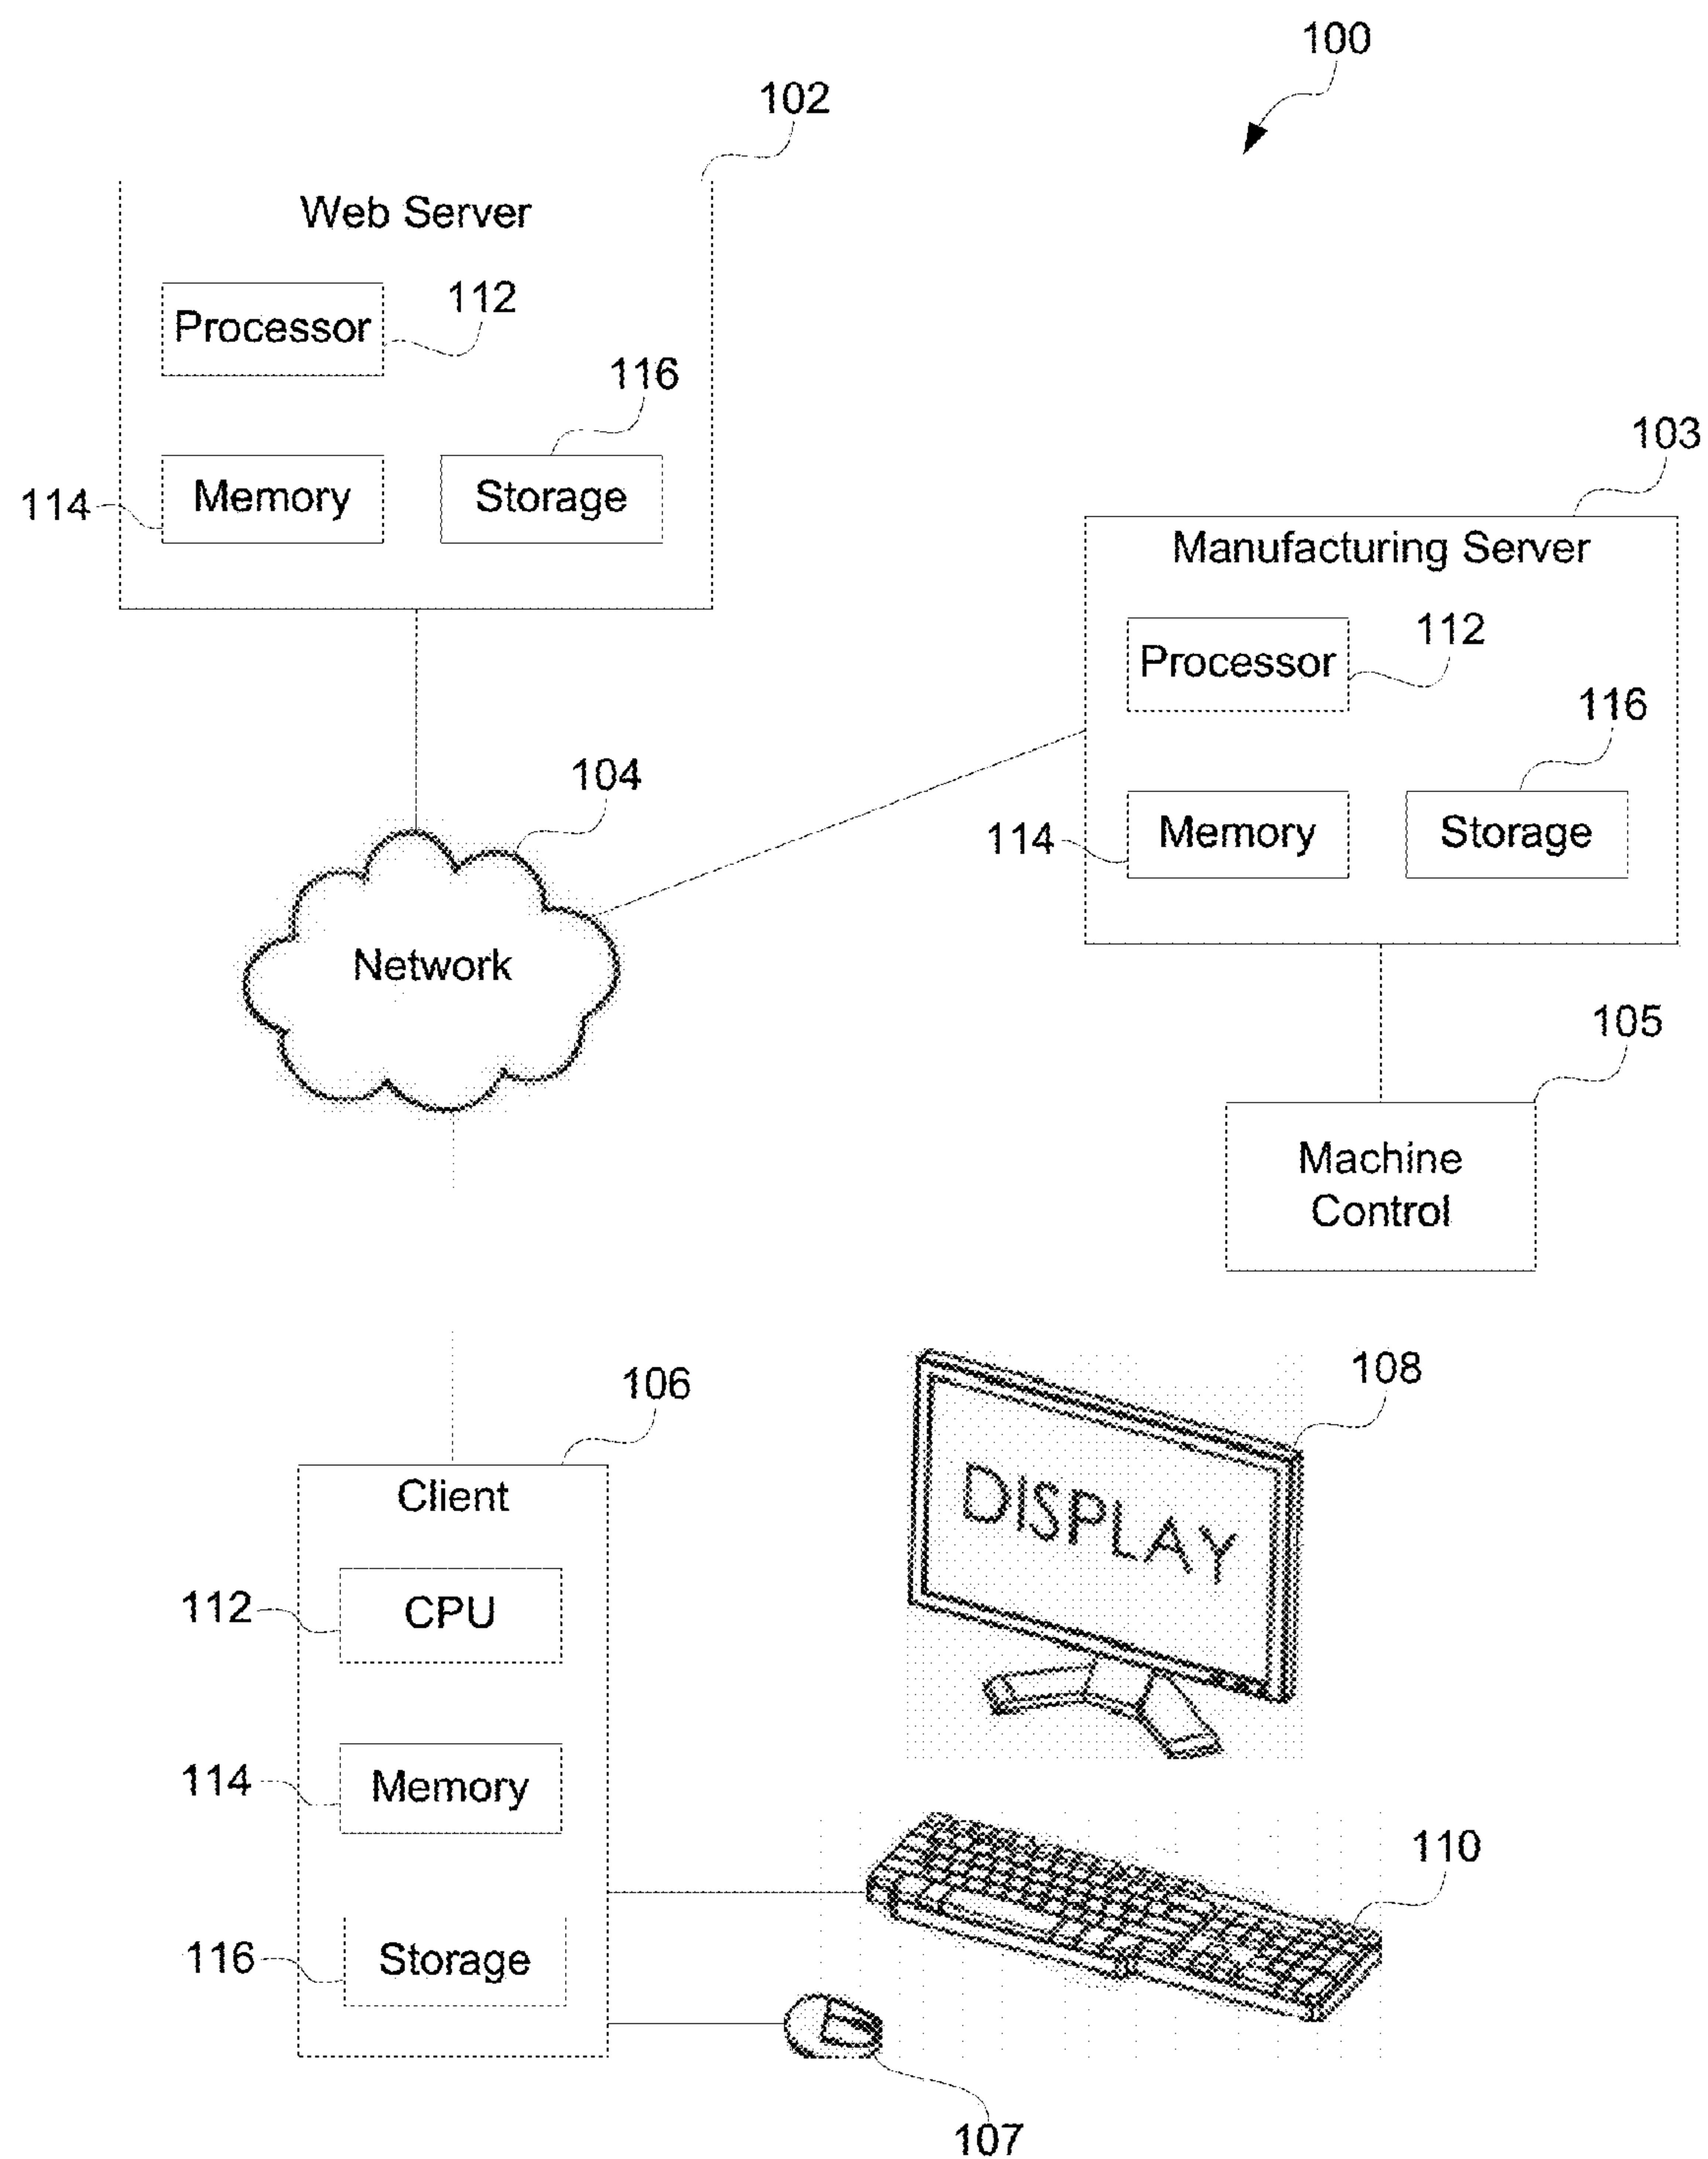 100
102
Web Server
Processor
112
116
114
Memory
Storage
103
Manufacturing Server
Processor
112
116
114
Memory
Storage
104
Network
105
Machine
Control
106
108
Client
DISPLAY
112
CPU
114
Memory
110
116
Storage
107